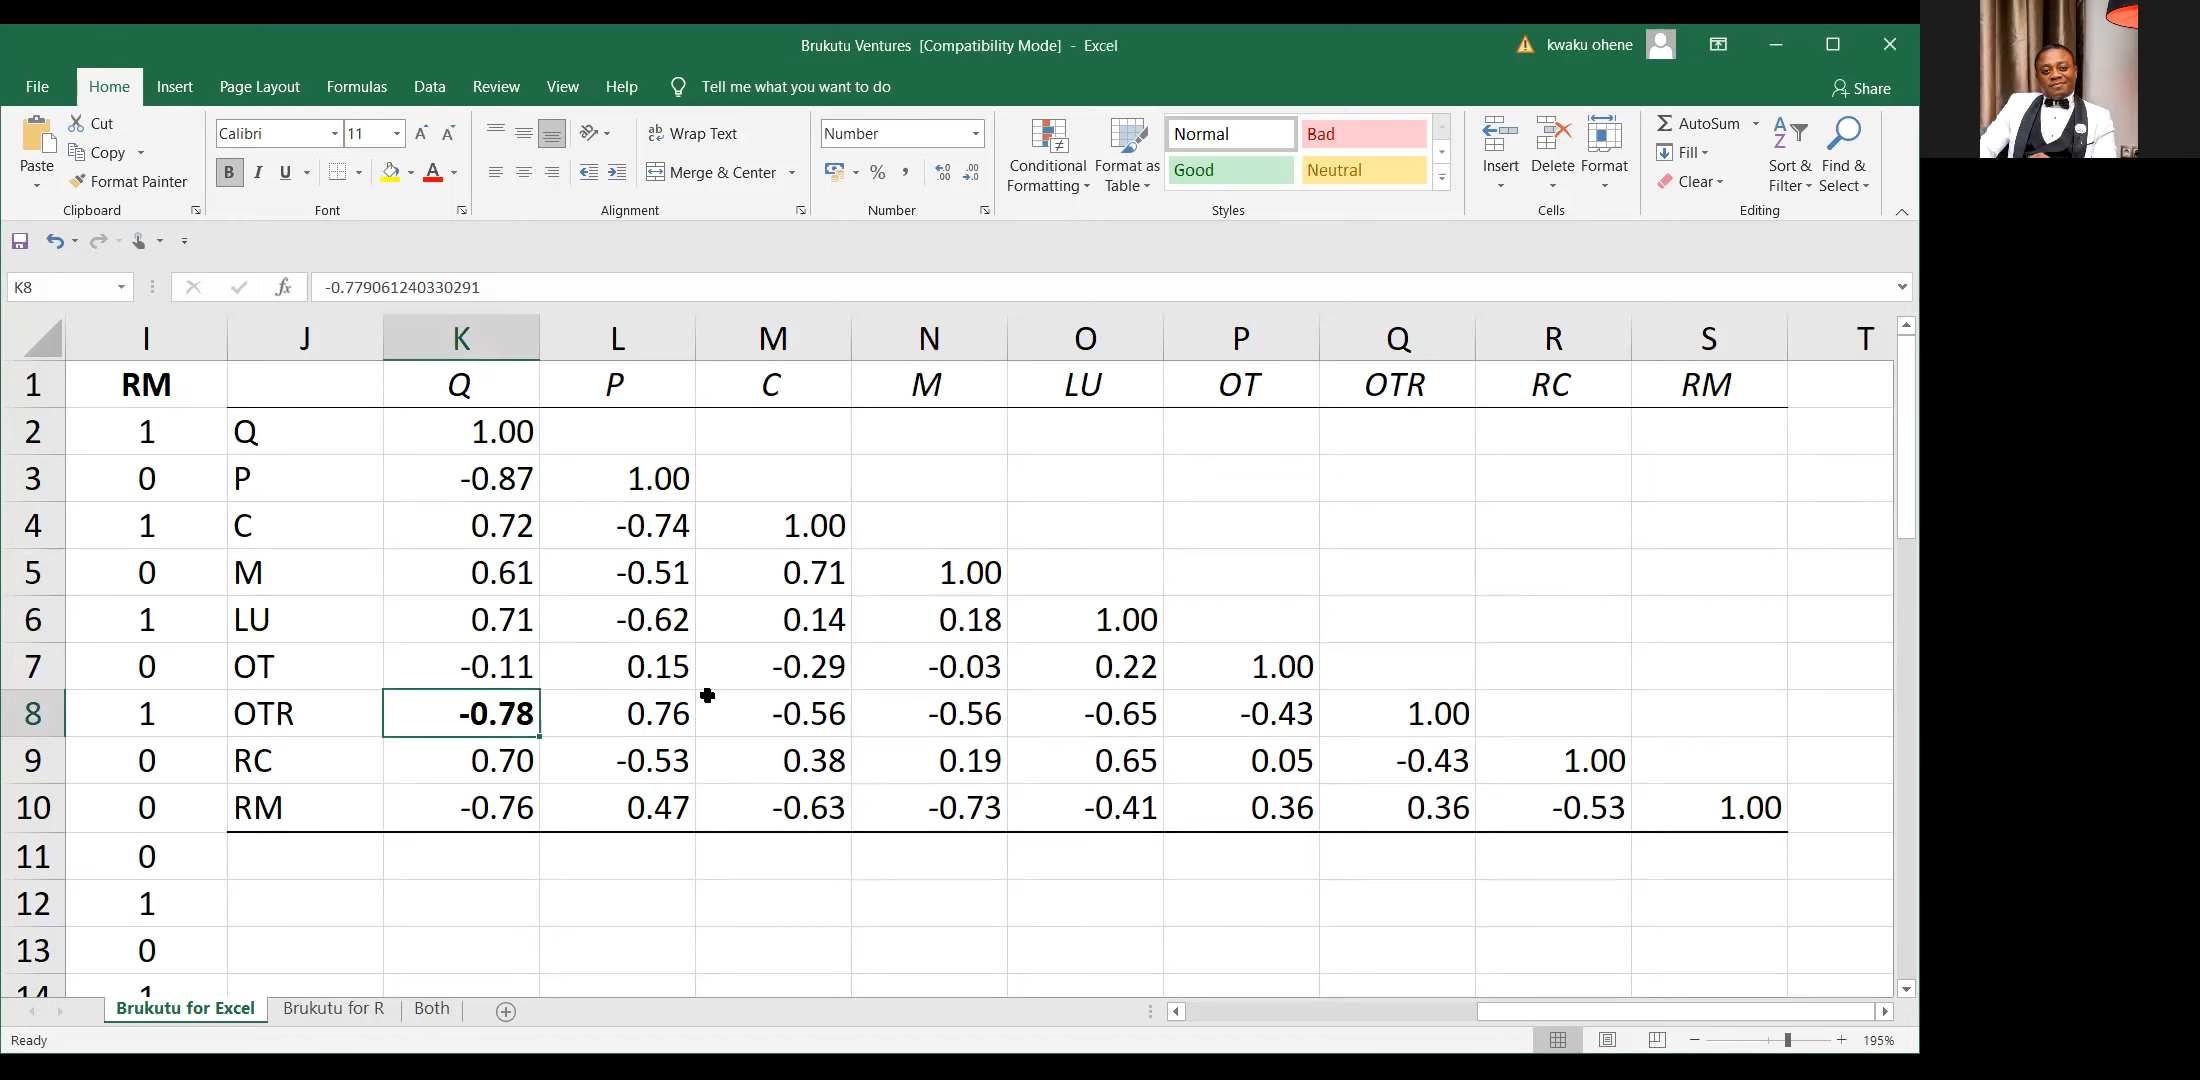 Brukutu Ventures [Compatibility Mode] - Excel
kwaku ohene
File Home Insert Page Layout Formulas Data Review View Help Tell me what you want to do Share
Paste Cut Copy Format Painter Clipboard
Calibri 11 B I U A Font
Wrap Text Merge & Center Alignment
Number % , Number
Conditional Formatting Format as Table Normal Bad Good Neutral Styles
Insert Delete Format Cells
AutoSum Fill Clear Sort & Filter Find & Select Editing
K8 fx -0.779061240330291
I J K L M N O P Q R S T
1 RM Q P C M LU OT OTR RC RM
2 1 Q 1.00
3 0 P -0.87 1.00
4 1 C 0.72 -0.74 1.00
5 0 M 0.61 -0.51 0.71 1.00
6 1 LU 0.71 -0.62 0.14 0.18 1.00
7 0 OT -0.11 0.15 -0.29 -0.03 0.22 1.00
8 1 OTR -0.78 0.76 -0.56 -0.56 -0.65 -0.43 1.00
9 0 RC 0.70 -0.53 0.38 0.19 0.65 0.05 -0.43 1.00
10 0 RM -0.76 0.47 -0.63 -0.73 -0.41 0.36 0.36 -0.53 1.00
11 0
12 1
13 0
14 1
Brukutu for Excel Brukutu for R Both
Ready 195%